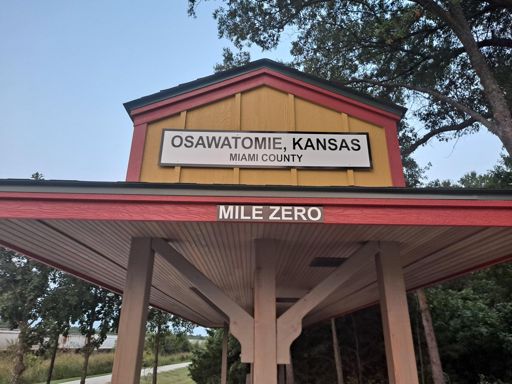 OSAWATOMIE, KANSAS
MIAMI COUNTY
MILE ZERO